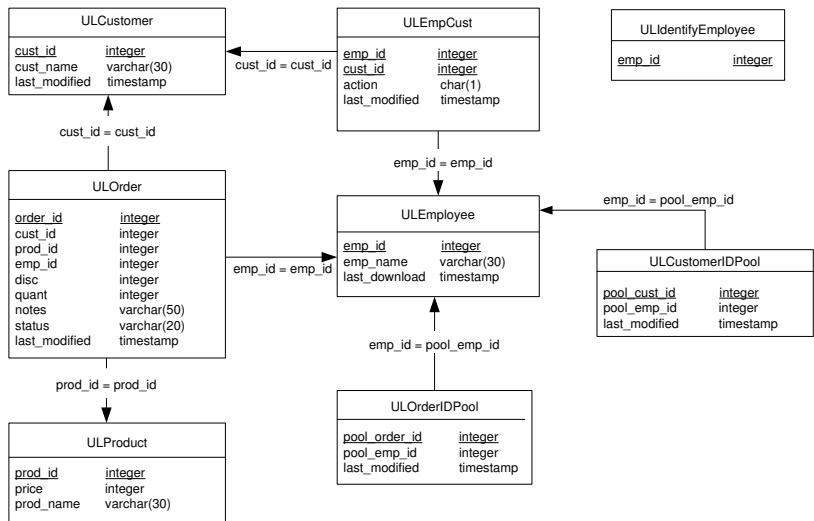 ULCustomer
cust_id integer
cust_name varchar(30)
last_modified timestamp
cust_id = cust_id
ULEmpCust
emp_id integer
cust_id integer
action char(1)
last_modified timestamp
ULIdentifyEmployee
emp_id integer
cust_id = cust_id
emp_id = emp_id
ULOrder
order_id integer
cust_id integer
prod_id integer
emp_id integer
disc integer
quant integer
notes varchar(50)
status varchar(20)
last_modified timestamp
emp_id = emp_id
ULEmployee
emp_id integer
emp_name varchar(30)
last_download timestamp
emp_id = pool_emp_id
ULCustomerIDPool
pool_cust_id integer
pool_emp_id integer
last_modified timestamp
emp_id = pool_emp_id
prod_id = prod_id
ULOrderIDPool
pool_order_id integer
pool_emp_id integer
last_modified timestamp
ULProduct
prod_id integer
price integer
prod_name varchar(30)